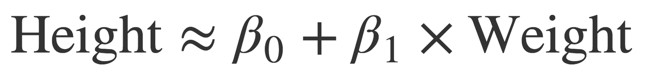 Height ≈ β₀ + β₁ × Weight